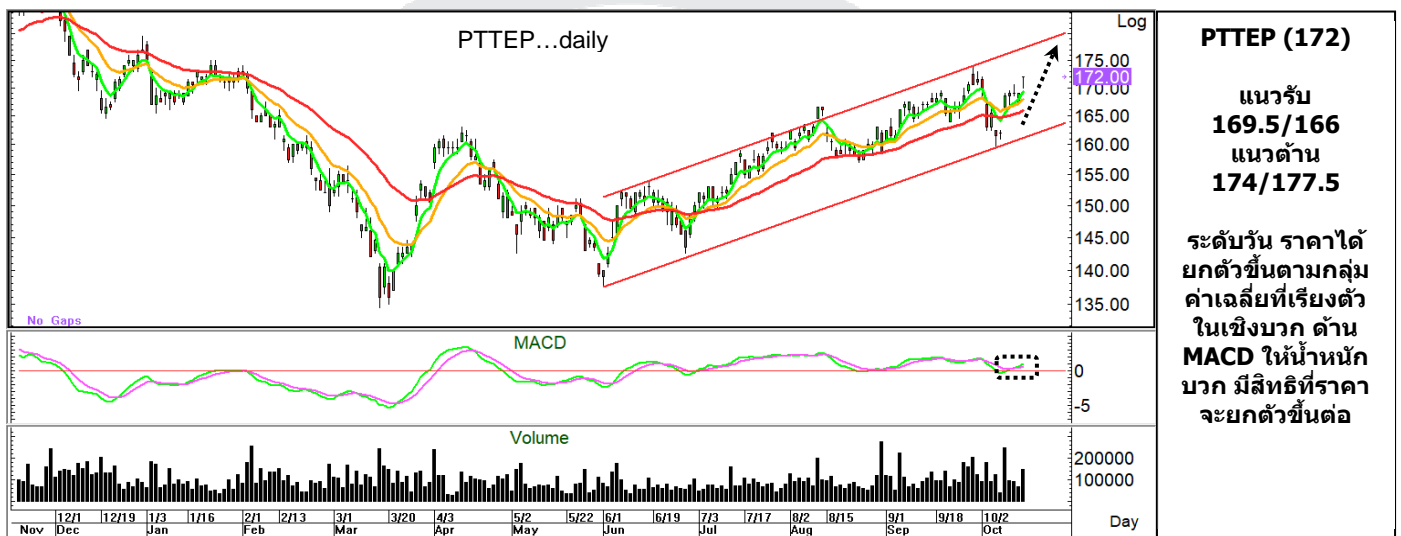 PTTEP...daily
Log
175.00
172.00
170.00
165.00
160.00
155.00
150.00
145.00
140.00
135.00
No Gaps
MACD
0
-5
Volume
200000
100000
12/1 12/19 1/3 1/16 2/1 2/13 3/1 3/20 4/3 5/2 5/22 6/1 6/19 7/3 7/17 8/2 8/15 9/1 9/18 10/2
Nov Dec Jan Feb Mar Apr May Jun Jul Aug Sep Oct
Day
PTTEP (172)
แนวรับ
169.5/166
แนวต้าน
174/177.5
ระดับวัน ราคาได้
ยกตัวขึ้นตามกลุ่ม
ค่าเฉลี่ยที่เรียงตัว
ในเชิงบวก ด้าน
MACD ให้น้ำหนัก
บวก มีสิทธิที่ราคา
จะยกตัวขึ้นต่อ